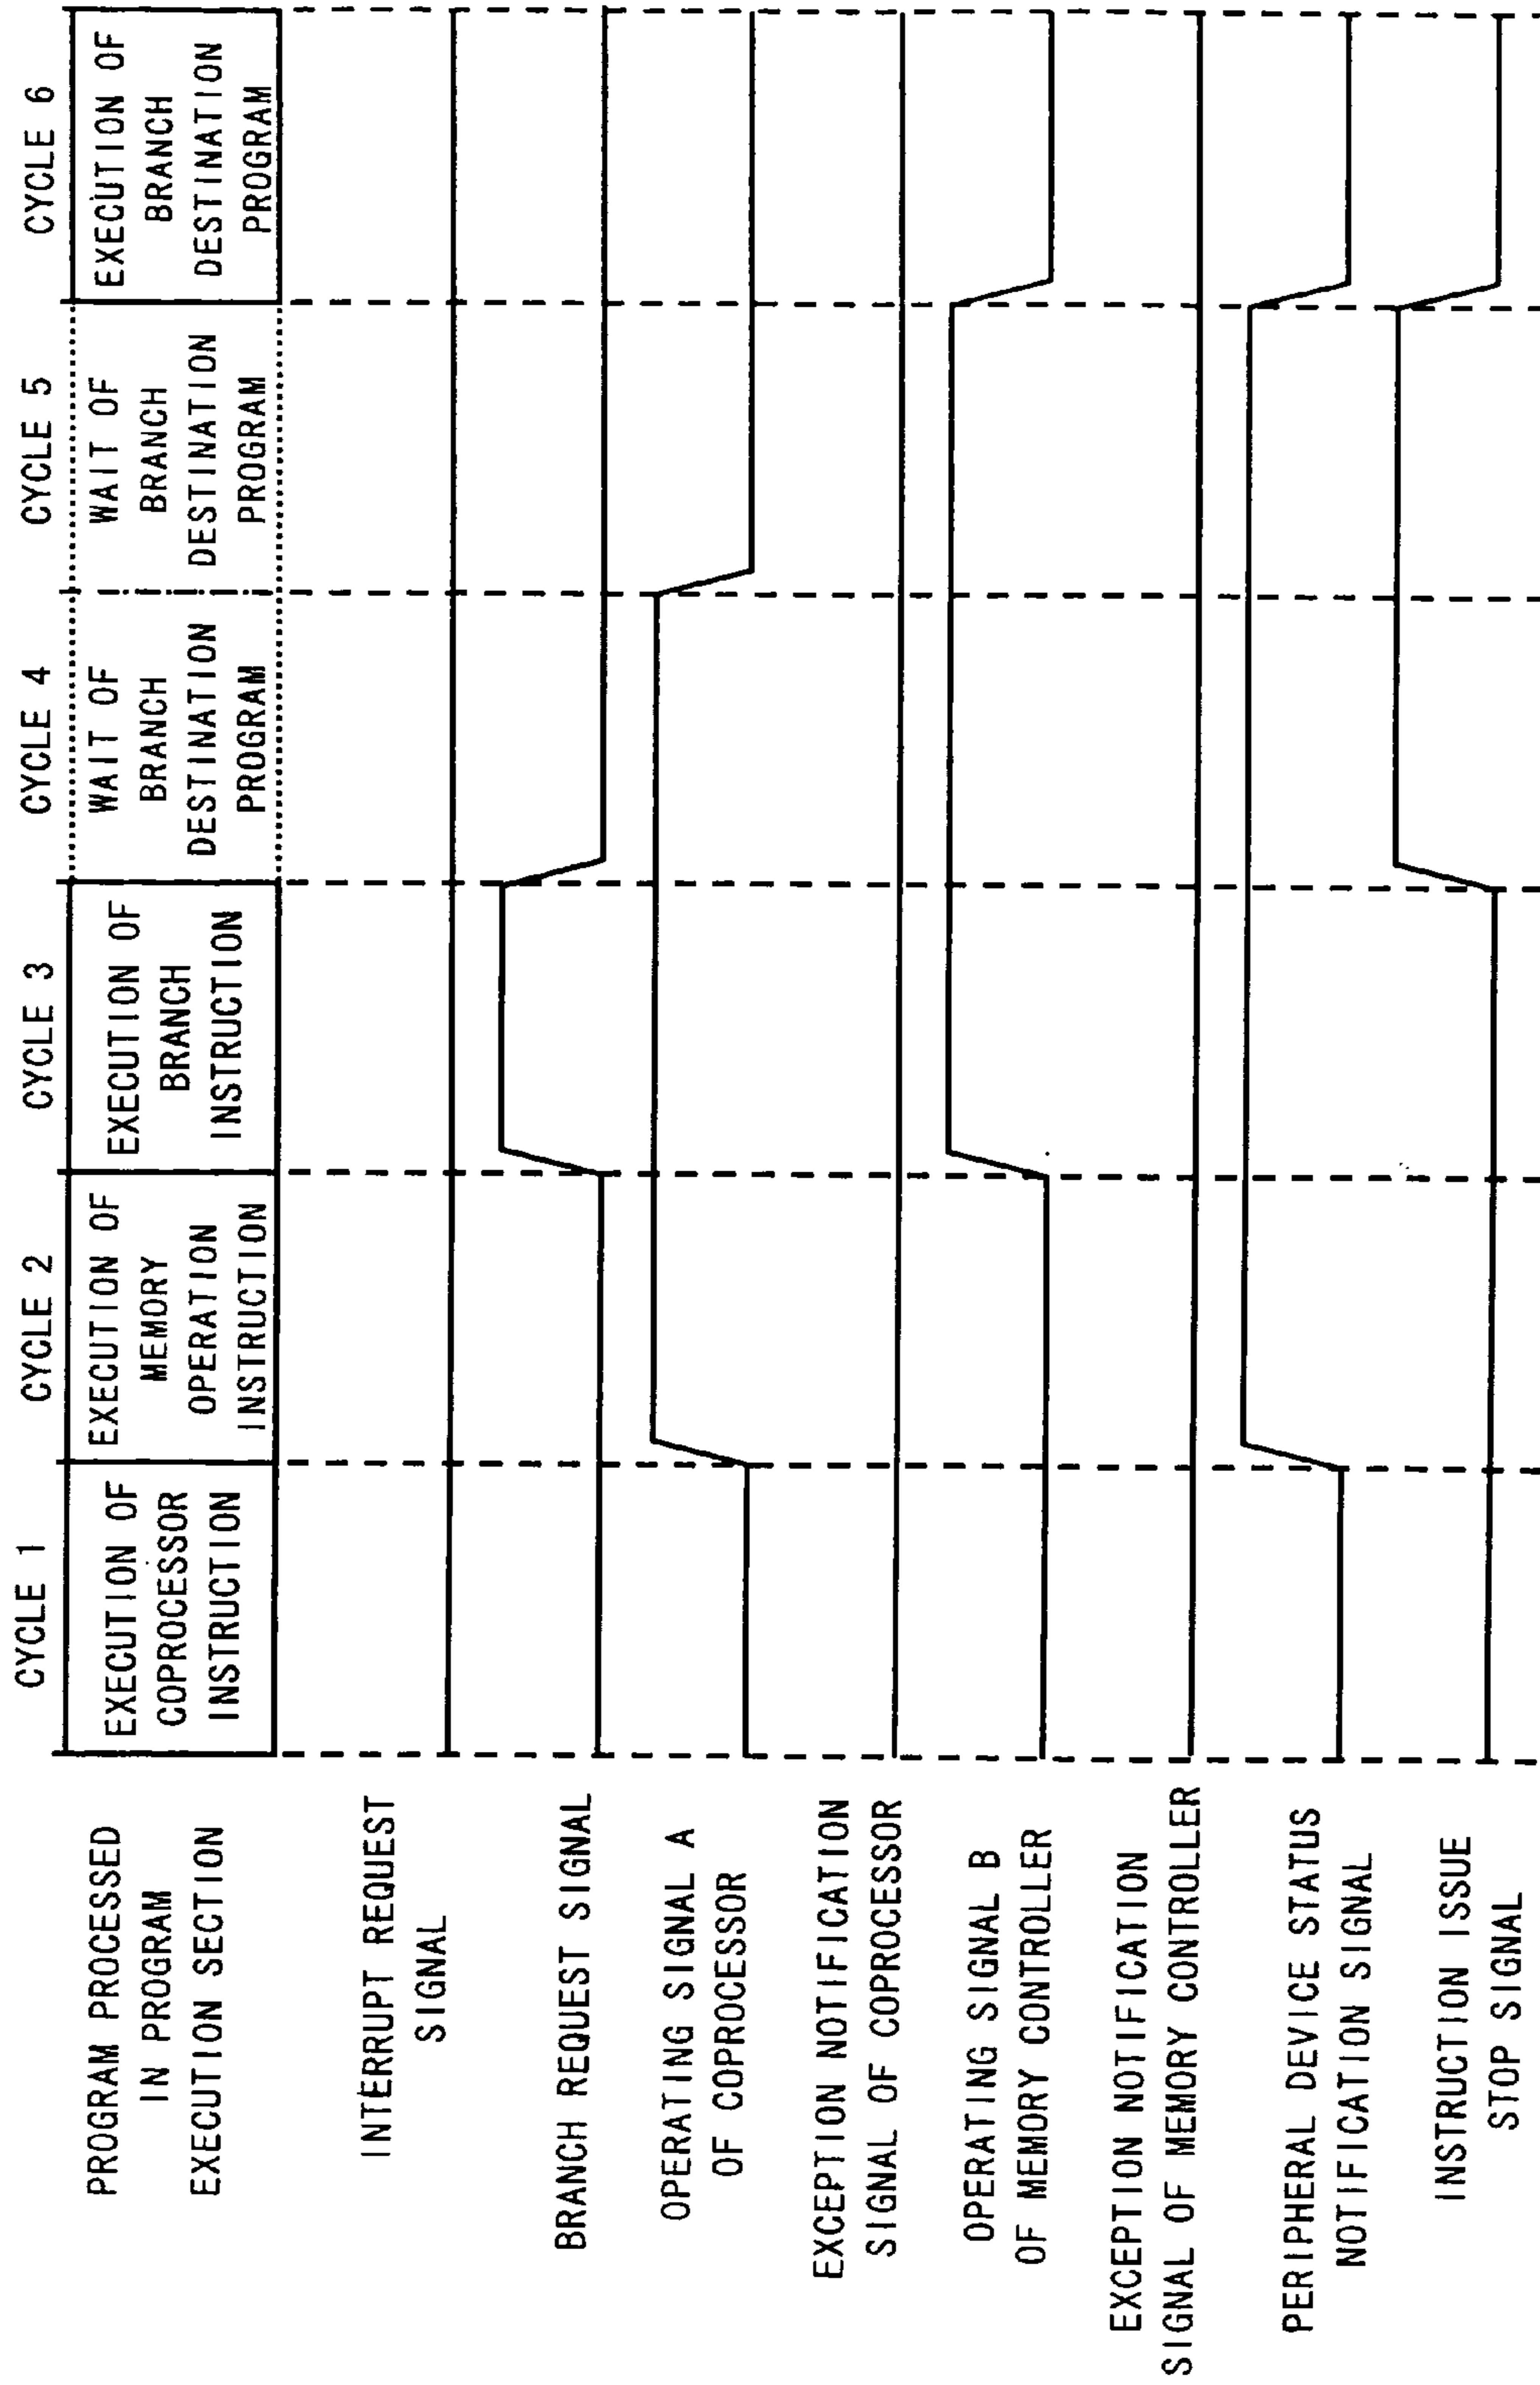 CYCLE 1
CYCLE 2
CYCLE 3
CYCLE 4
CYCLE 5
CYCLE 6
PROGRAM PROCESSED
IN PROGRAM
EXECUTION SECTION
EXECUTION OF
COPROCESSOR
INSTRUCTION
EXECUTION OF
MEMORY
OPERATION
INSTRUCTION
EXECUTION OF
BRANCH
INSTRUCTION
WAIT OF
BRANCH
DESTINATION
PROGRAM
WAIT OF
BRANCH
DESTINATION
PROGRAM
EXECUTION OF
BRANCH
DESTINATION
PROGRAM
INTERRUPT REQUEST
SIGNAL
BRANCH REQUEST SIGNAL
OPERATING SIGNAL A
OF COPROCESSOR
EXCEPTION NOTIFICATION
SIGNAL OF COPROCESSOR
OPERATING SIGNAL B
OF MEMORY CONTROLLER
EXCEPTION NOTIFICATION
SIGNAL OF MEMORY CONTROLLER
PERIPHERAL DEVICE STATUS
NOTIFICATION SIGNAL
INSTRUCTION ISSUE
STOP SIGNAL